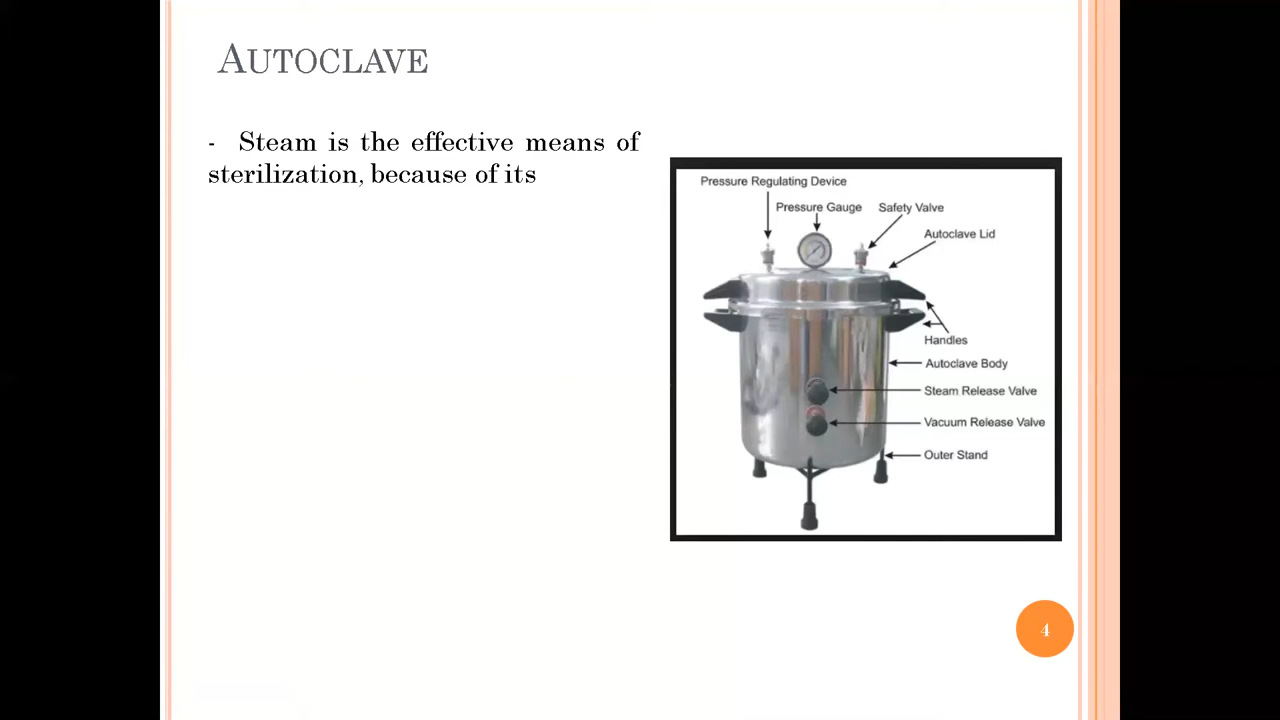 AUTOCLAVE
- Steam is the effective means of
sterilization, because of its
Pressure Regulating Device
Pressure Gauge
Safety Valve
Autoclave Lid
Handles
Autoclave Body
Steam Release Valve
Vacuum Release Valve
Outer Stand
4